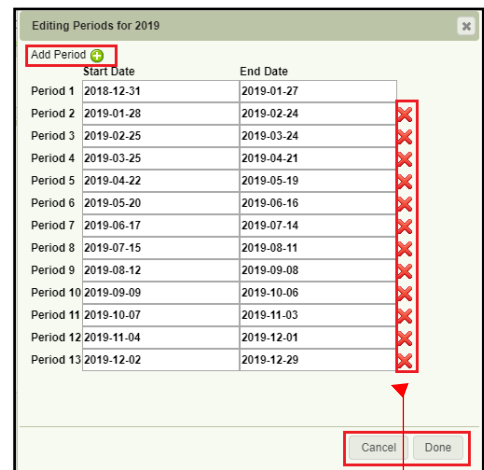 Editing Periods for 2019
Add Period
Start Date End Date
Period 1 2018-12-31 2019-01-27
Period 2 2019-01-28 2019-02-24
Period 3 2019-02-25 2019-03-24
Period 4 2019-03-25 2019-04-21
Period 5 2019-04-22 2019-05-19
Period 6 2019-05-20 2019-06-16
Period 7 2019-06-17 2019-07-14
Period 8 2019-07-15 2019-08-11
Period 9 2019-08-12 2019-09-08
Period 10 2019-09-09 2019-10-06
Period 11 2019-10-07 2019-11-03
Period 12 2019-11-04 2019-12-01
Period 13 2019-12-02 2019-12-29
Cancel Done